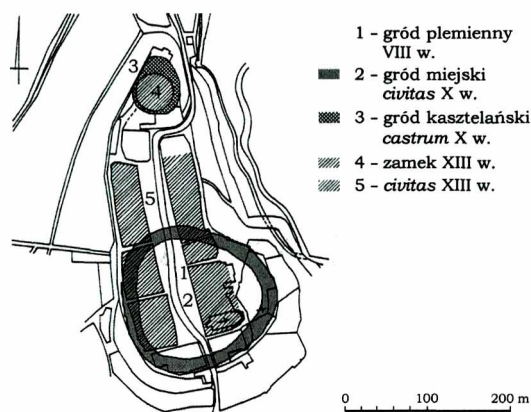 1 - gród plemienny
VIII w.
2 - gród miejski
civitas X w.
3 - gród kasztelański
castrum X w.
4 - zamek XIII w.
5 - civitas XIII w.
3
4
5
1
2
0 100 200 m